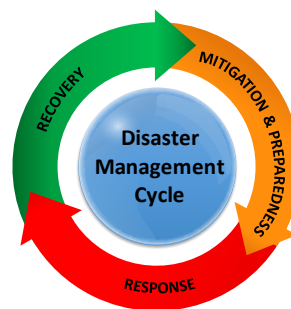 Disaster
Management
Cycle
MITIGATION & PREPAREDNESS
RESPONSE
RECOVERY